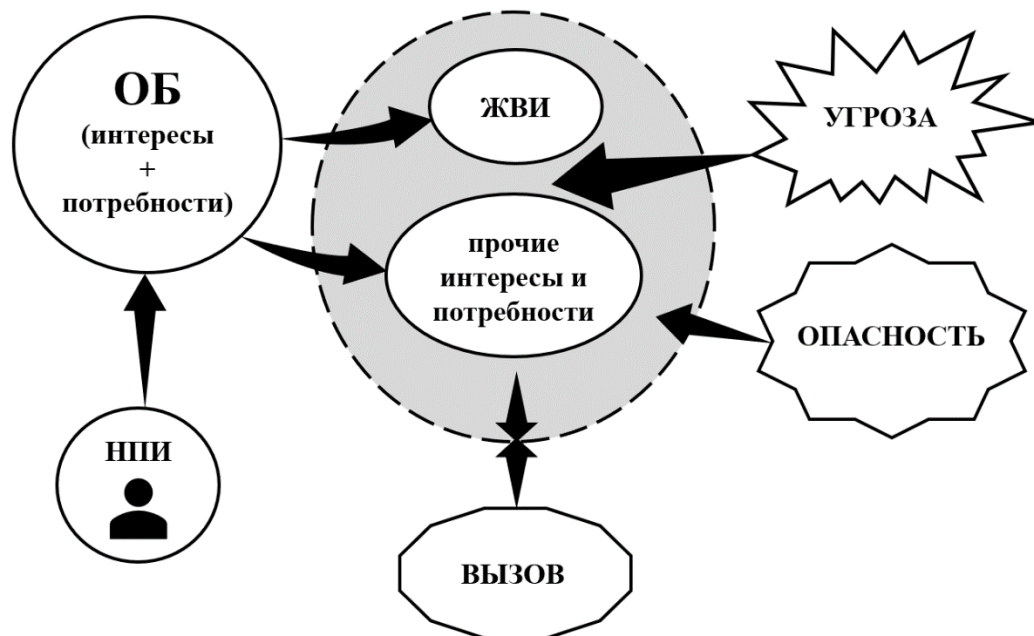 ОБ
(интересы
+
потребности)
ЖВИ
УГРОЗА
прочие
интересы и
потребности
ОПАСНОСТЬ
НПИ
ВЫЗОВ